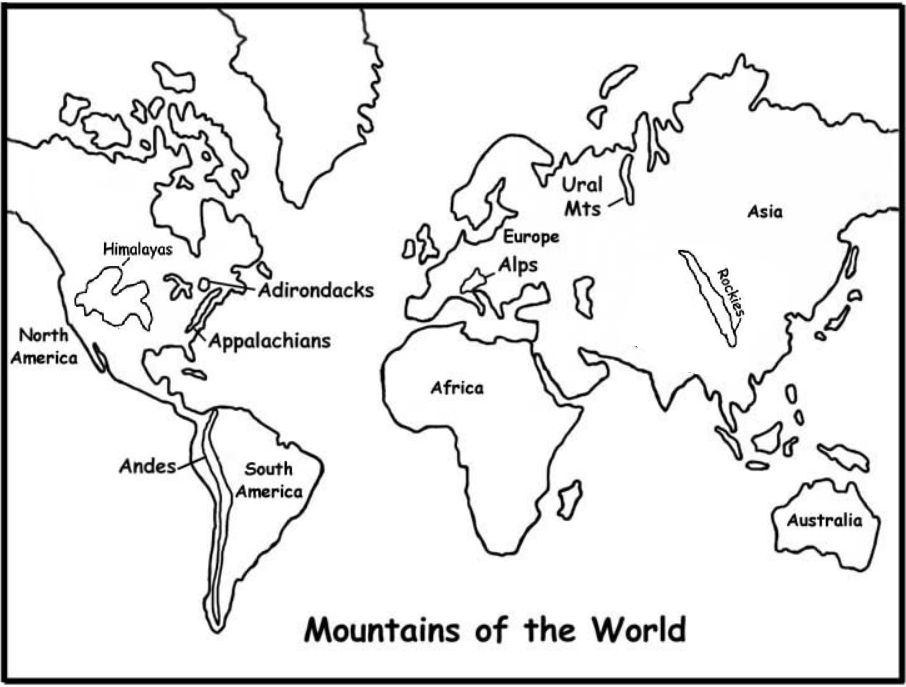 Ural
Mts
Asia
Europe
Himalayas
Alps
Rockies
Adirondacks
North
America
Appalachians
Africa
Andes
South
America
Australia
Mountains of the World